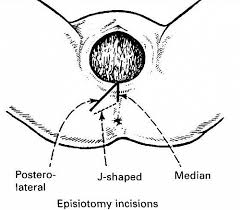 Postero-
lateral
J-shaped
Median
Episiotomy incisions